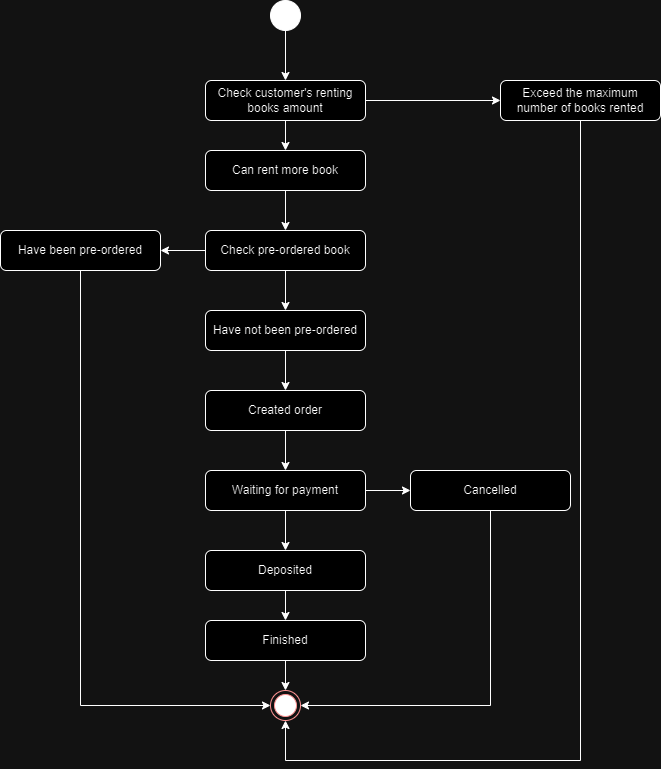 Check customer's renting
books amount
Exceed the maximum
number of books rented
Can rent more book
Have been pre-ordered
Check pre-ordered book
Have not been pre-ordered
Created order
Waiting for payment
Cancelled
Deposited
Finished